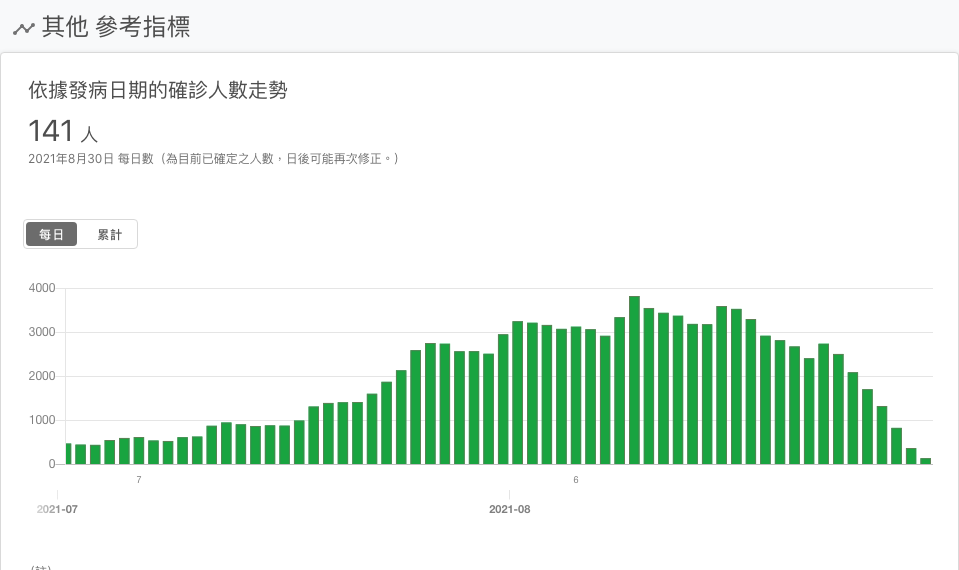 其他 參考指標
依據發病日期的確診人數走勢
141 人
2021年8月30日 每日數（為目前已確定之人數，日後可能再次修正。）
每日 累計
4000
3000
2000
1000
0
7 6
2021-07 2021-08